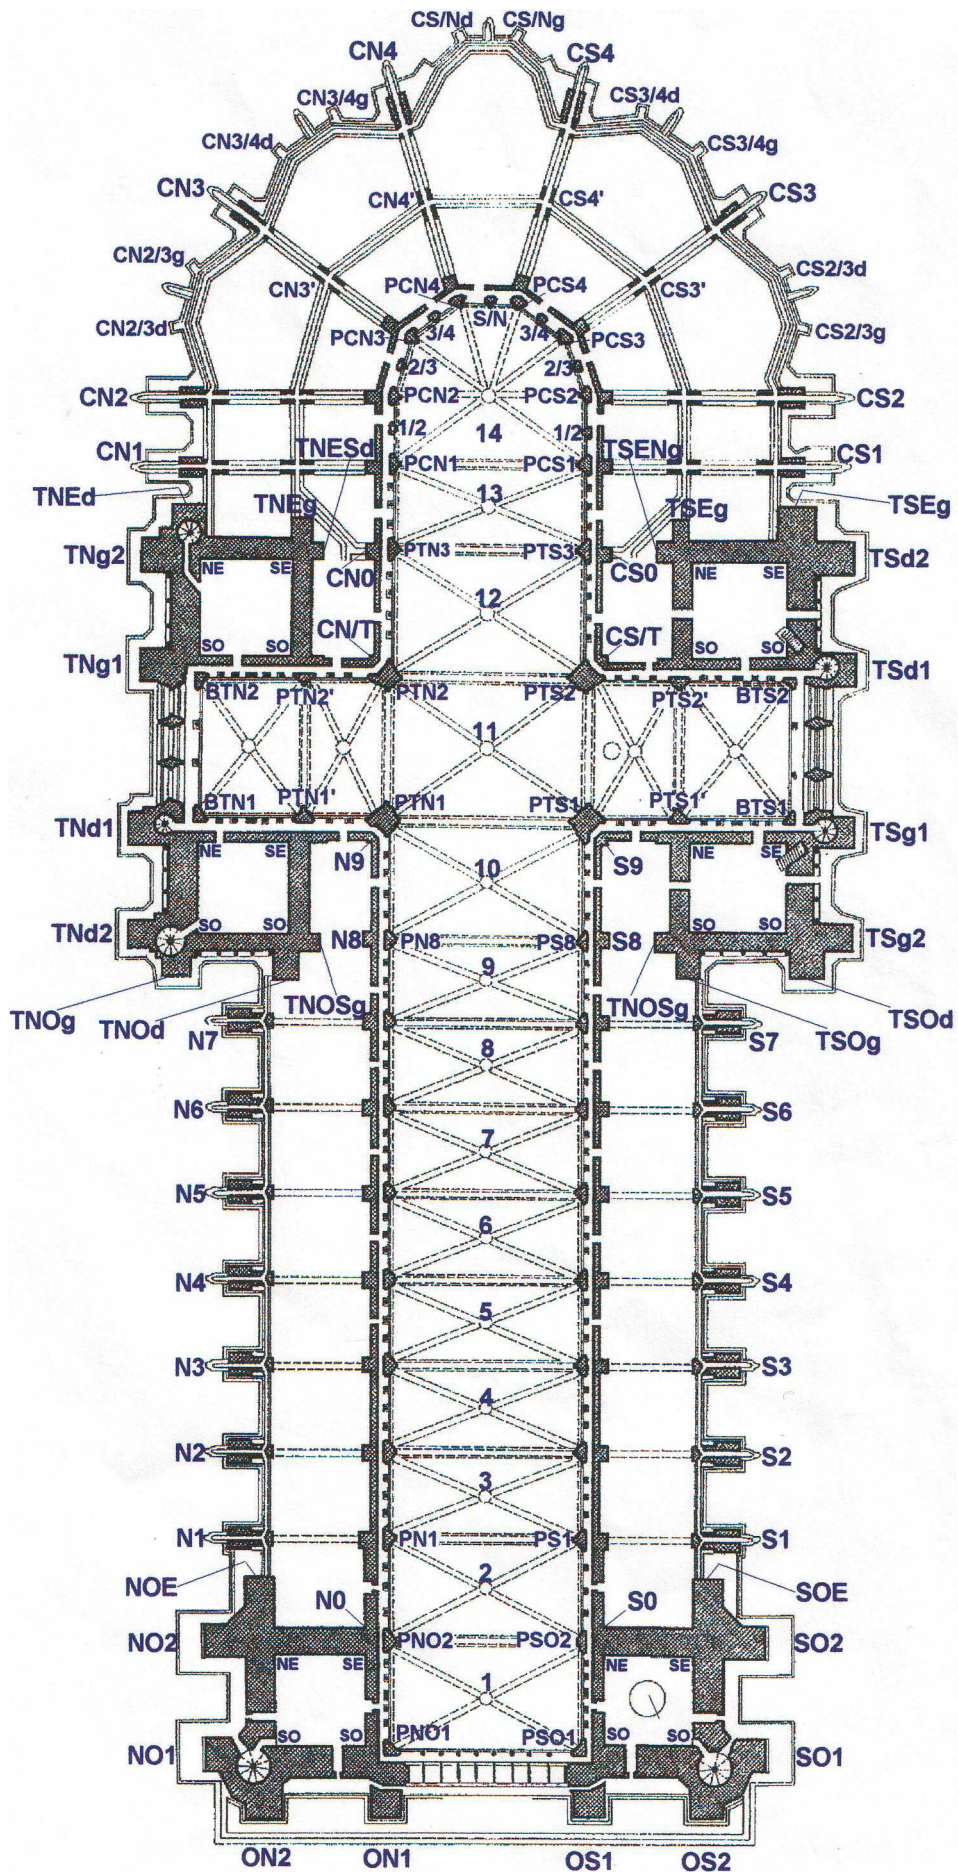 CS/Nd CS/Ng
CN4 CS4
CN3/4g CS3/4d
CN3/4d CS3/4g
CN3 CN4' CS4' CS3
CN2/3g CS2/3d
CN3' PCN4 PCS4 CS3'
S/N
CN2/3d PCN3 3/4 3/4 PCS3 CS2/3g
2/3 2/3
CN2 PCN2 PCS2 CS2
1/2 14 1/2
TNESd TSENg
CN1 PCN1 PCS1 CS1
TNEd TNEg 13 TSEg TSEg
TNg2 PTN3 PTS3 TSd2
NE SE CN0 CS0 NE SE
12
CN/T CS/T
SO SO SO SO
TNg1 TSd1
BTN2 PTN2' PTN2 PTS2 PTS2' BTS2
11
BTN1 PTN1' PTN1 PTS1 PTS1' BTS1
TNd1 TSg1
NE SE N9 10 S9 NE SE
SO SO SO SO
TNd2 N8 PN8 PS8 S8 TSg2
9
TNOg TNOd TNOSg TNOSg TSOg TSOd
N7 S7
8
N6 S6
7
N5 S5
6
N4 S4
5
N3 S3
4
N2 S2
3
N1 PN1 PS1 S1
2
NOE N0 S0 SOE
NO2 PNO2 PSO2 SO2
NE SE NE SE
1
SO SO SO SO
NO1 PNO1 PSO1 SO1
ON2 ON1 OS1 OS2